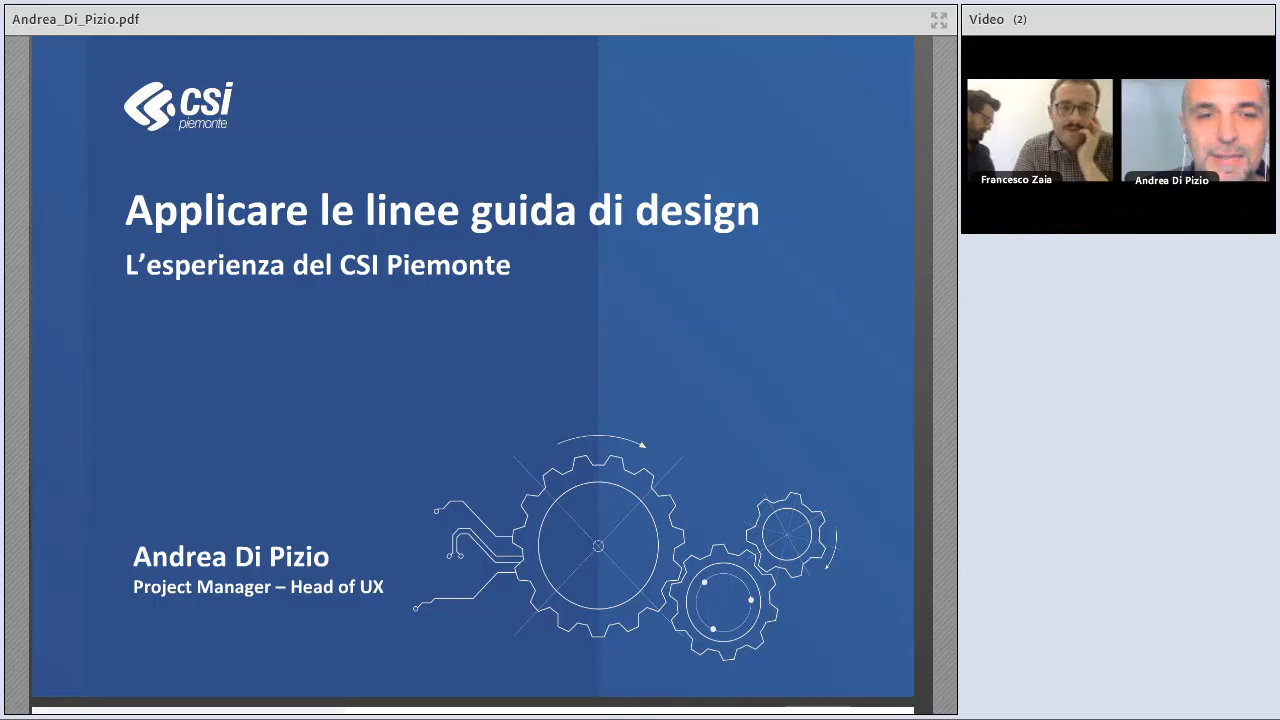 Andrea_Di_Pizio.pdf
Video (2)
csi
piemonte
Applicare le linee guida di design
L’esperienza del CSI Piemonte
Andrea Di Pizio
Project Manager – Head of UX
Francesco Zaia
Andrea Di Pizio